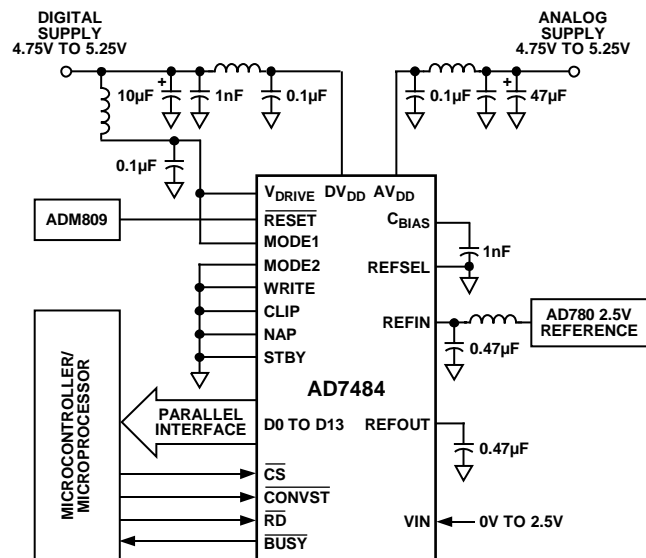 DIGITAL
SUPPLY
4.75V TO 5.25V
ANALOG
SUPPLY
4.75V TO 5.25V
+
10µF
1nF
0.1µF
0.1µF
+
47µF
0.1µF
VDRIVE
DVDD
AVDD
ADM809
RESET
MODE1
CBIAS
1nF
MODE2
REFSEL
WRITE
CLIP
NAP
STBY
REFIN
AD780 2.5V
REFERENCE
0.47µF
AD7484
MICROCONTROLLER/
MICROPROCESSOR
PARALLEL
INTERFACE
D0 TO D13
REFOUT
0.47µF
CS
CONVST
RD
BUSY
VIN
0V TO 2.5V